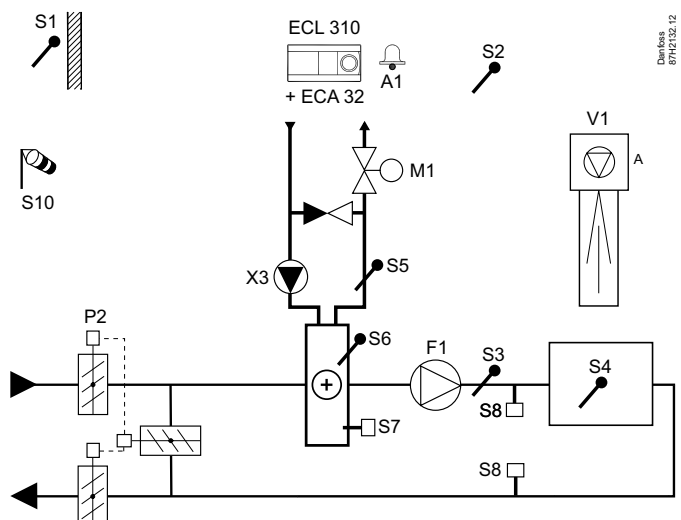 S1
ECL 310
A1
+ ECA 32
S2
Danfoss
87H2132.12
V1
A
S10
M1
X3
S5
P2
S6
F1
S3
S4
S7
S8
S8